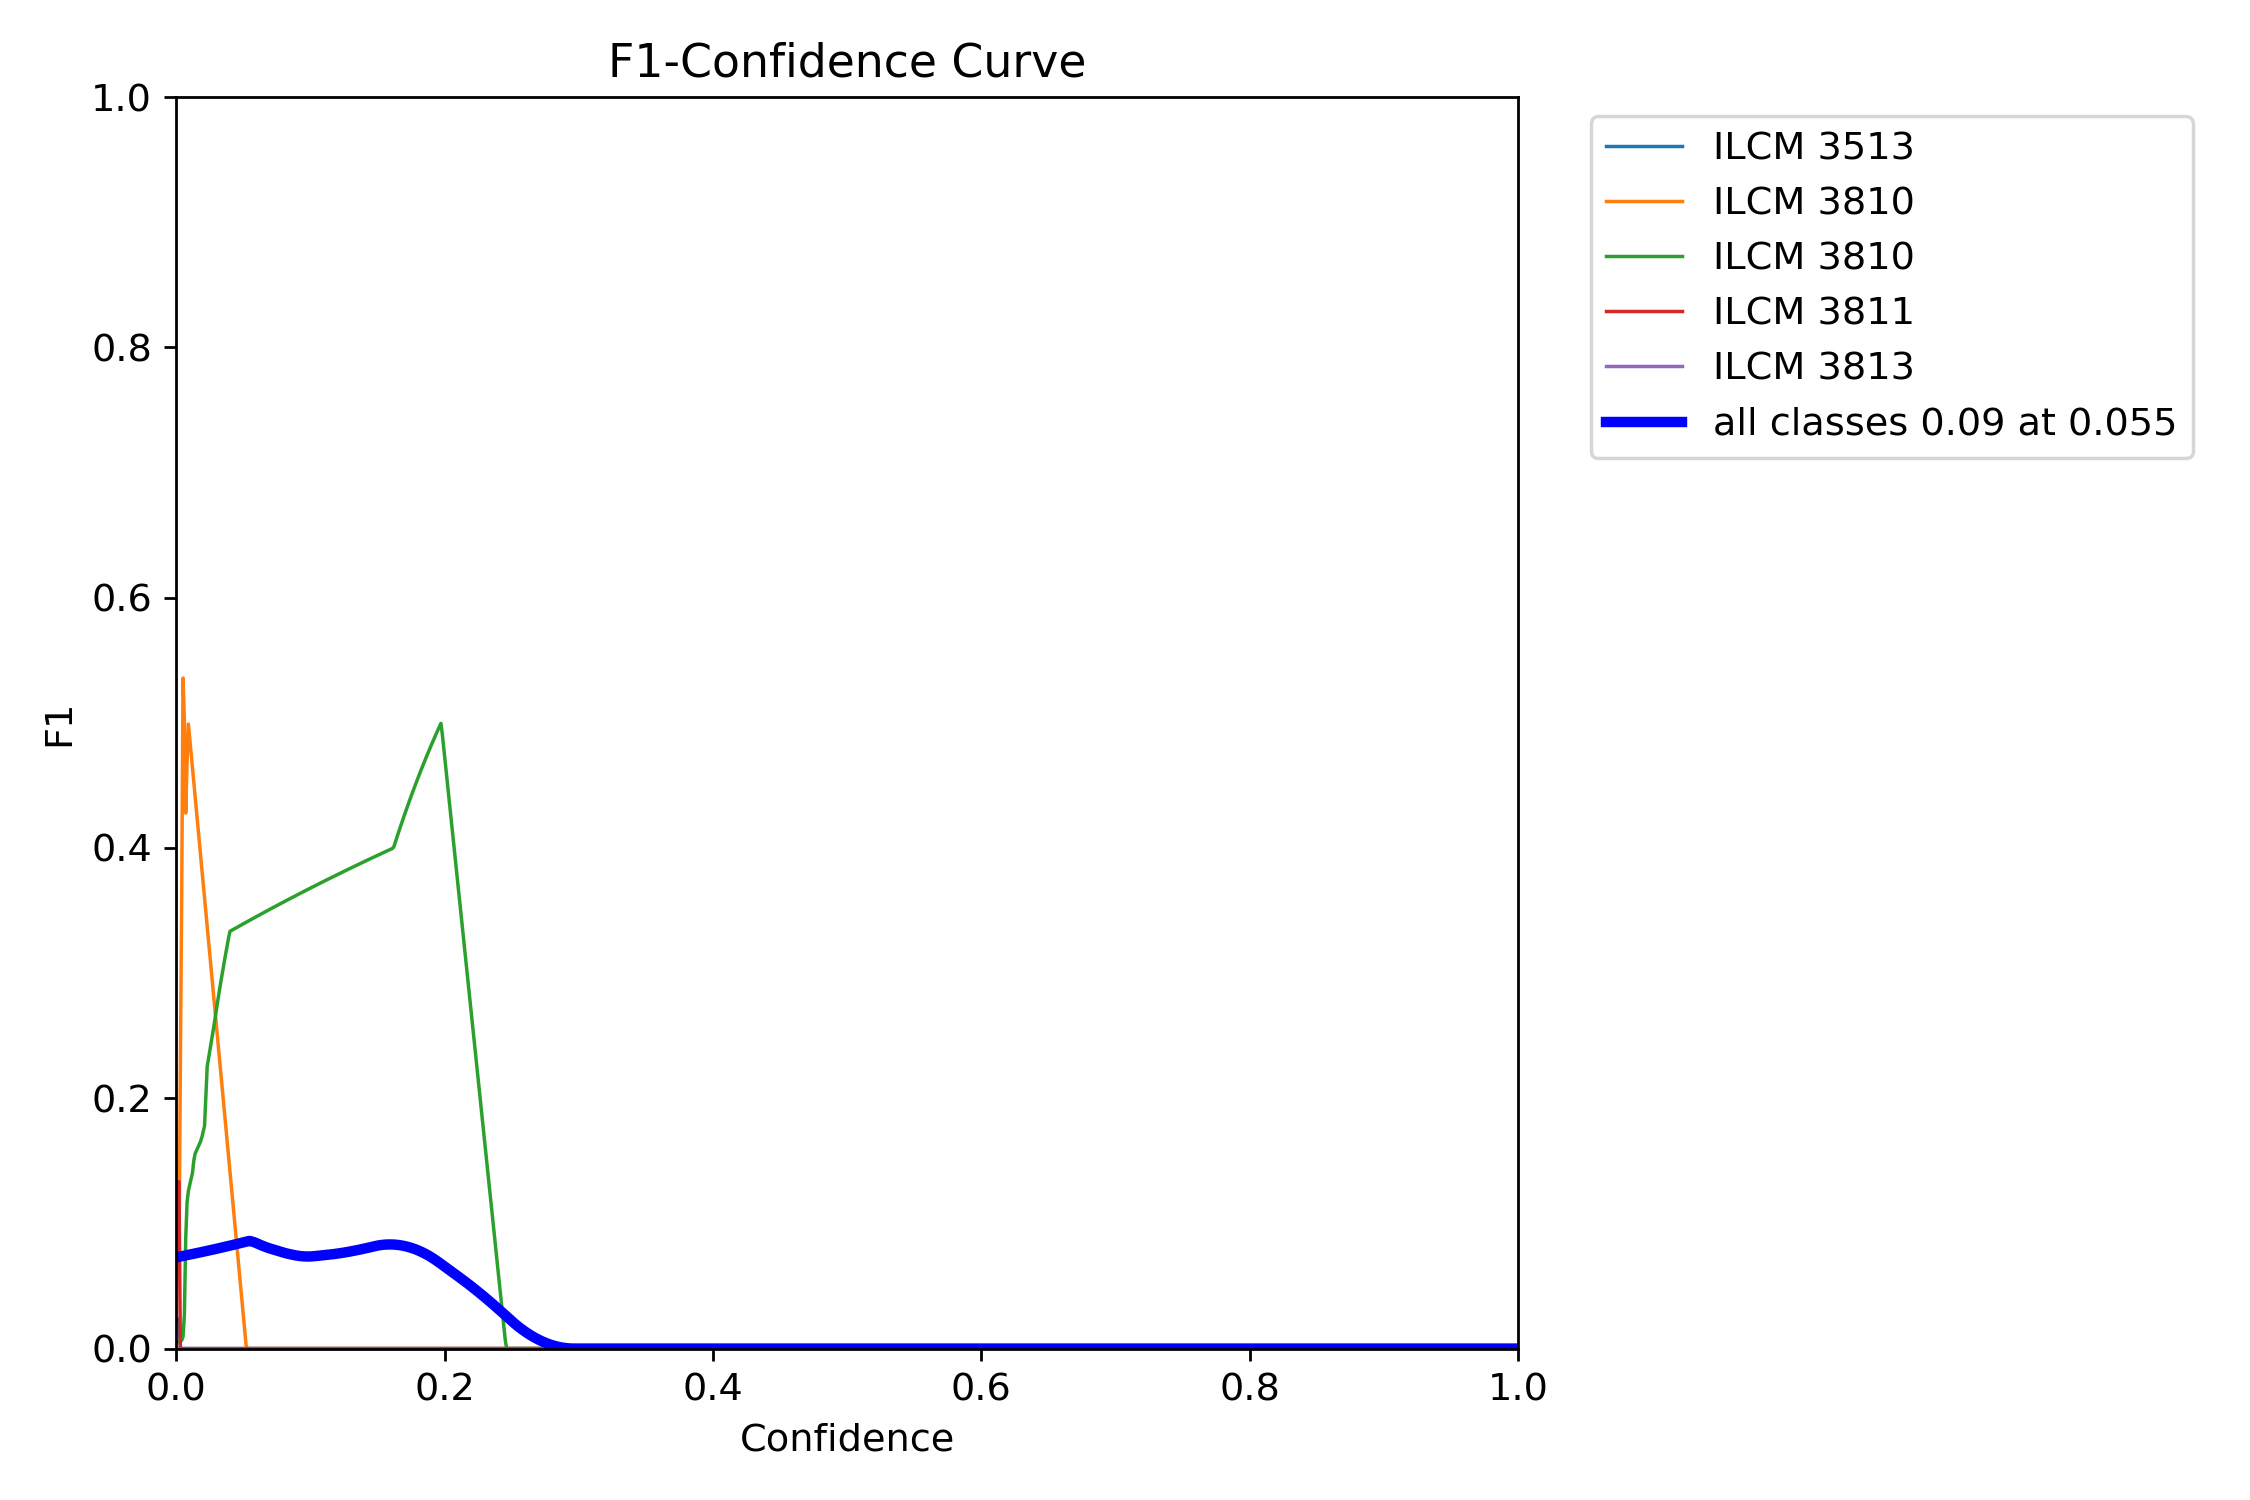 F1-Confidence Curve
1.0
0.8
0.6
0.4
0.2
0.0
F1
0.0 0.2 0.4 0.6 0.8 1.0
Confidence
ILCM 3513
ILCM 3810
ILCM 3810
ILCM 3811
ILCM 3813
all classes 0.09 at 0.055